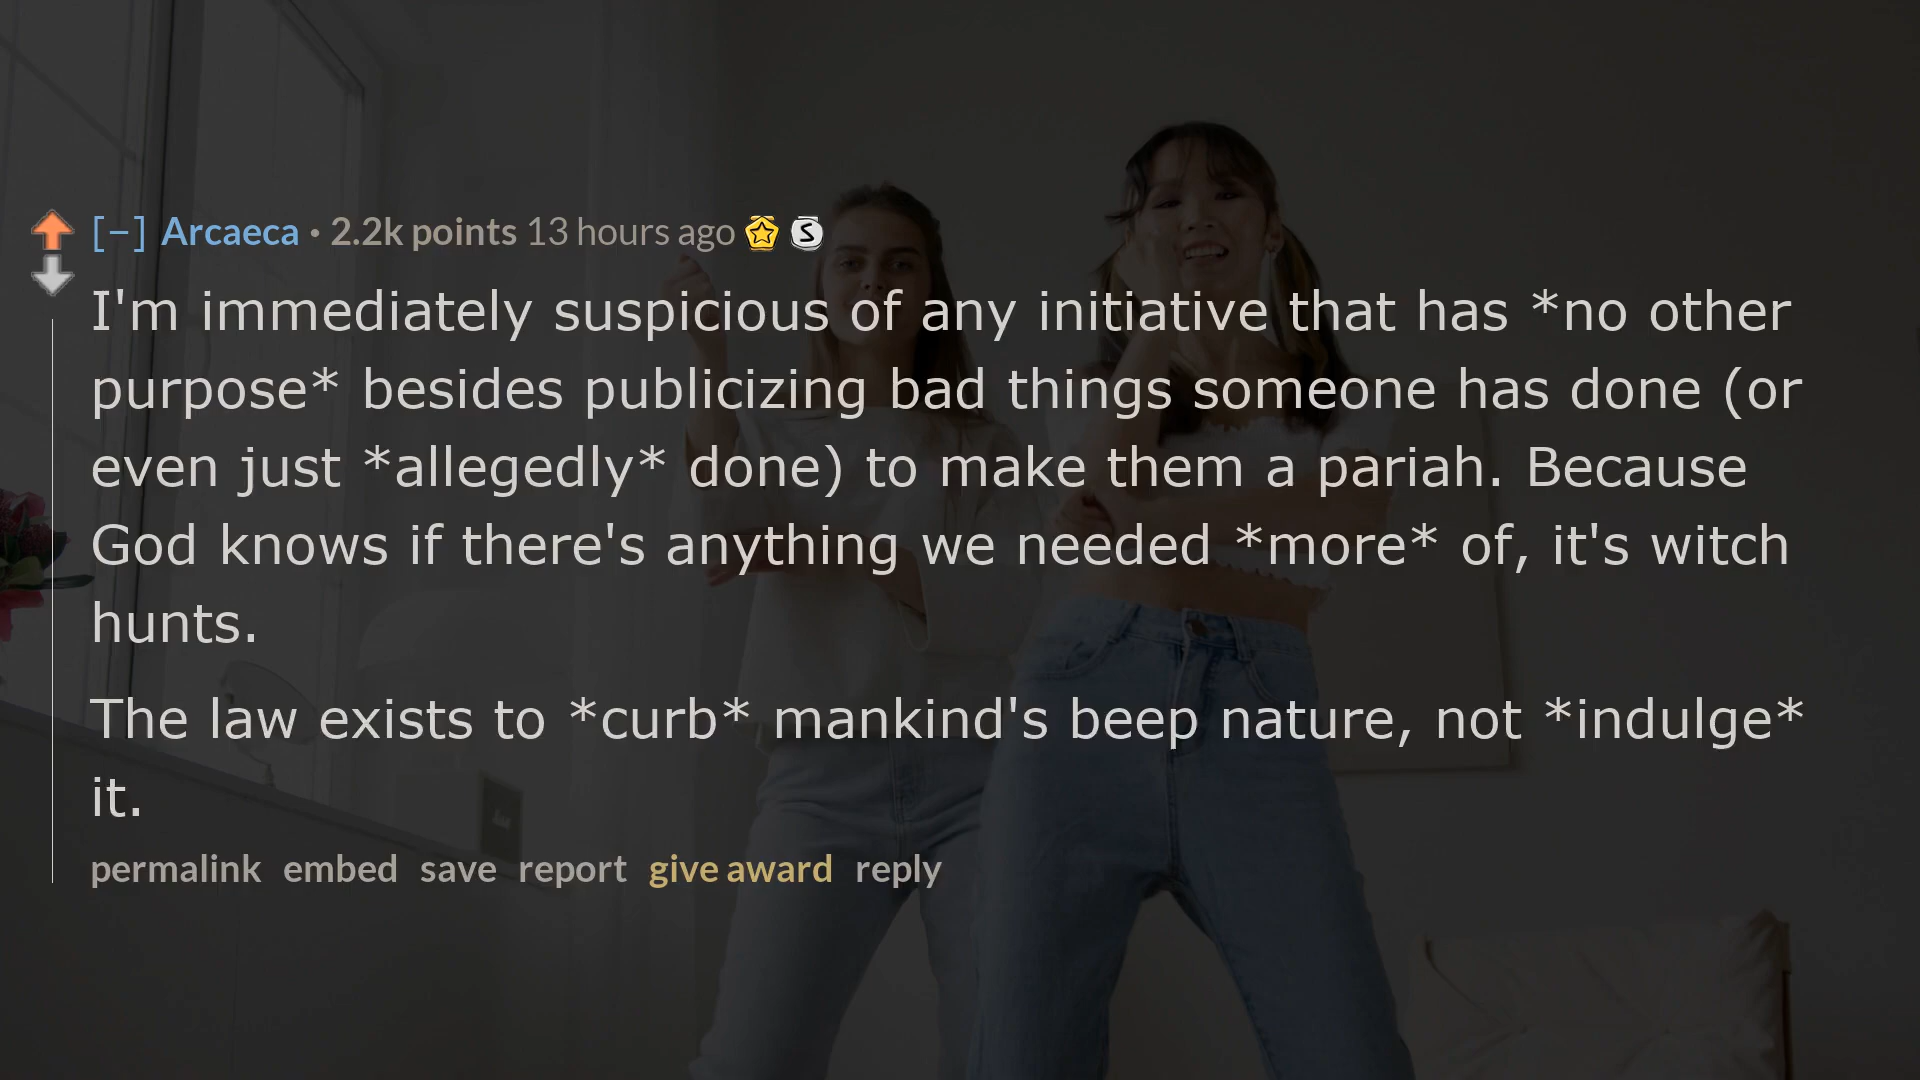 [–] Arcaeca • 2.2k points 13 hours ago S
I'm immediately suspicious of any initiative that has *no other
purpose* besides publicizing bad things someone has done (or
even just *allegedly* done) to make them a pariah. Because
God knows if there's anything we needed *more* of, it's witch
hunts.
The law exists to *curb* mankind's beep nature, not *indulge*
it.
permalink embed save report give award reply